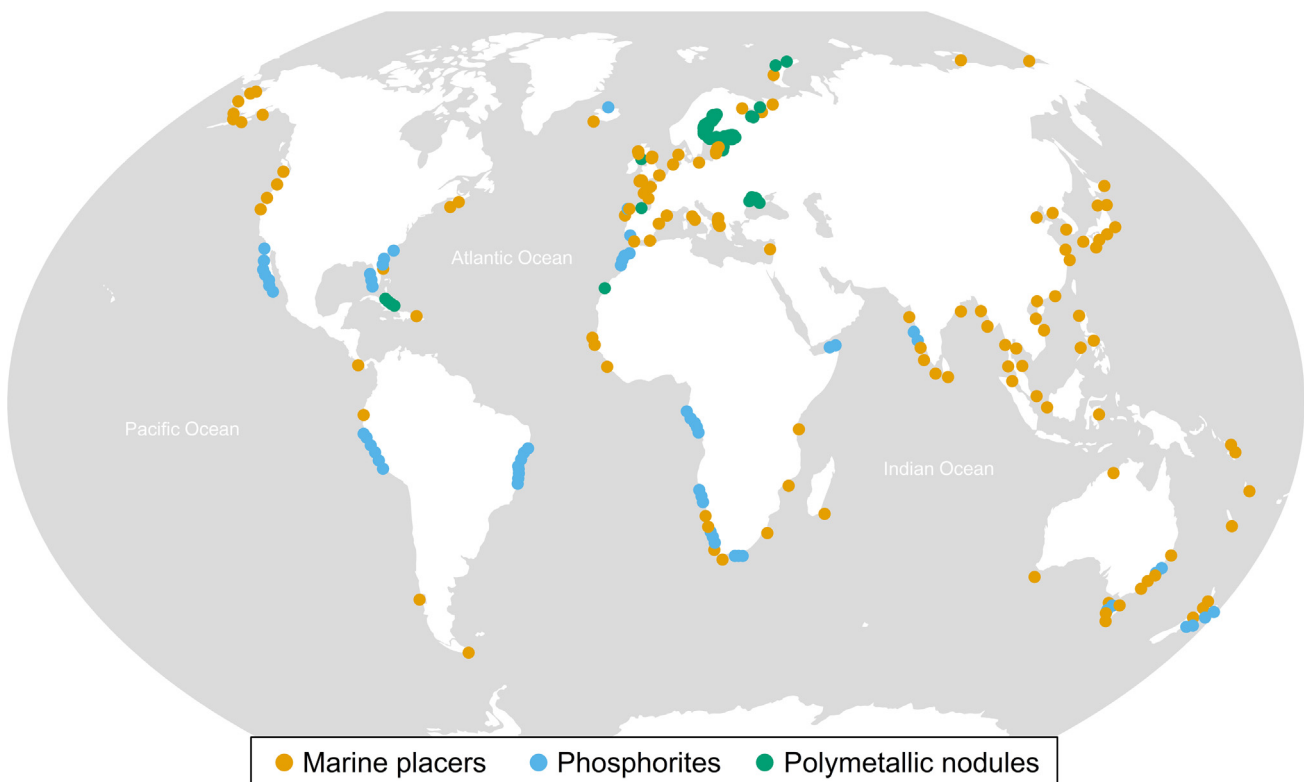 Atlantic Ocean
Pacific Ocean
Indian Ocean
Marine placers
Phosphorites
Polymetallic nodules